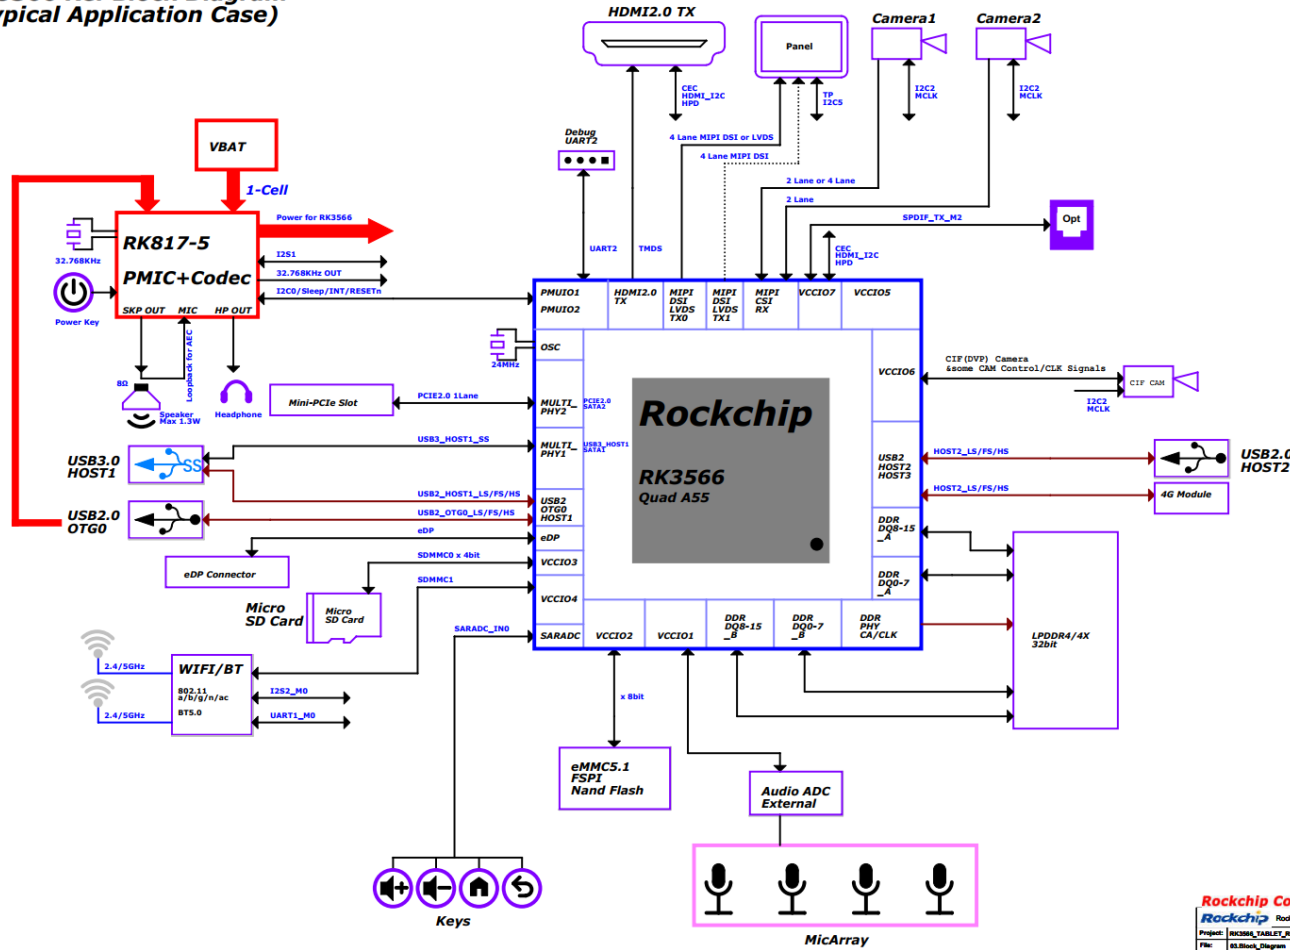 ypical Application Case)
HDMI2.0 TX
Panel
Camera1
Camera2
CEC
HDMI_I2C
HPD
TP
I2C5
I2C2
MCLK
I2C2
MCLK
Debug
UART2
4 Lane MIPI DSI or LVDS
4 Lane MIPI DSI
2 Lane or 4 Lane
2 Lane
SPDIF_TX_M2
Opt
CEC
HDMI_I2C
HPD
UART2
TMDS
VBAT
1-Cell
RK817-5
PMIC+Codec
Power for RK3566
I2S1
32.768KHz OUT
I2C0/Sleep/INT/RESETn
32.768KHz
Power Key
SKP OUT
MIC
HP OUT
Loopback for AEC
8Ω
Speaker
Max 1.3W
Headphone
PMUIO1
PMUIO2
HDMI2.0
TX
MIPI
DSI
LVDS
TX0
MIPI
DSI
LVDS
TX1
MIPI
CSI
RX
VCCIO7
VCCIO5
OSC
24MHz
Mini-PCIe Slot
PCIE2.0 1Lane
MULTI_
PHY2
PCIE2.0
SATA2
USB3_HOST1_SS
MULTI_
PHY1
USB3_HOST1
SATA1
Rockchip
RK3566
Quad A55
VCCIO6
CIF(DVP) Camera
&some CAM Control/CLK Signals
CIF CAM
I2C2
MCLK
USB3.0
HOST1
SS
USB2_HOST1_LS/FS/HS
USB2.0
OTG0
USB2_OTG0_LS/FS/HS
USB2
OTG0
HOST1
eDP
eDP
eDP Connector
USB2
HOST2
HOST3
HOST2_LS/FS/HS
USB2.0
HOST2
HOST2_LS/FS/HS
4G Module
SDMMC0 x 4bit
VCCIO3
Micro
SD Card
Micro
SD Card
SDMMC1
VCCIO4
SARADC_IN0
SARADC
VCCIO2
VCCIO1
DDR
DQ8-15
_B
DDR
DQ0-7
_B
DDR
PHY
CA/CLK
DDR
DQ8-15
_A
DDR
DQ0-7
_A
LPDDR4/4X
32bit
WIFI/BT
802.11
a/b/g/n/ac
BT5.0
2.4/5GHz
2.4/5GHz
I2S2_M0
UART1_M0
x 8bit
eMMC5.1
FSPI
Nand Flash
Audio ADC
External
Keys
MicArray
Rockchip Co
Rockchip
Project:
File:
03.Block_Diagram